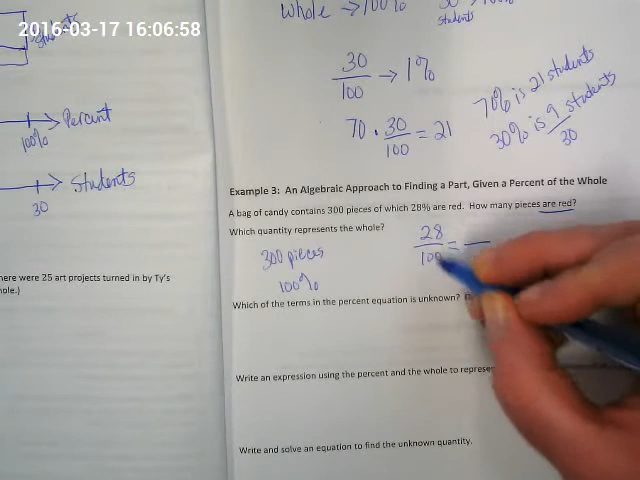 2016-03-17 16:06:58
students
Percent
100%
students
30
here were 25 art projects turned in by Ty's
whole → 100%
students
30/100 → 1%
70 · 30/100 = 21
70% is 21 students
30% is 9 students
30
Example 3: An Algebraic Approach to Finding a Part, Given a Percent of the Whole
A bag of candy contains 300 pieces of which 28% are red. How many pieces are red?
Which quantity represents the whole?
300 pieces
100%
28/100 =
Which of the terms in the percent equation is unknown?
Write an expression using the percent and the whole to
Write and solve an equation to find the unknown quantity.